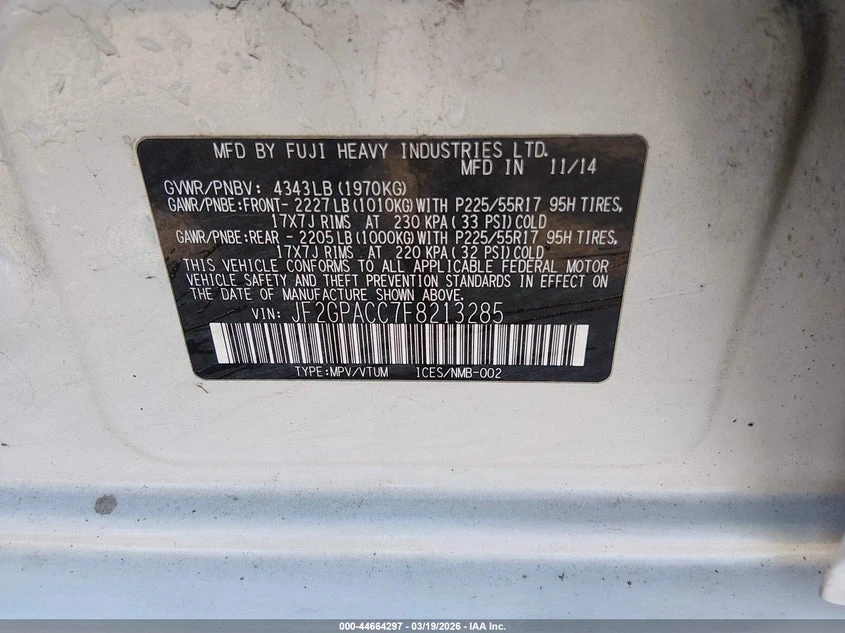 MFD BY FUJI HEAVY INDUSTRIES LTD.
MFD IN 11/14
GVWR/PNBV: 4343LB (1970KG)
GAWR/PNBE:FRONT- 2227LB(1010KG)WITH P225/55R17 95H TIRES,
17X7J RIMS AT 230 KPA( 33 PSI)COLD
GAWR/PNBE:REAR - 2205LB(1000KG)WITH P225/55R17 95H TIRES,
17X7J RIMS AT 220 KPA( 32 PSI)COLD
THIS VEHICLE CONFORMS TO ALL APPLICABLE FEDERAL MOTOR
VEHICLE SAFETY AND THEFT PREVENTION STANDARDS IN EFFECT ON
THE DATE OF MANUFACTURE SHOWN ABOVE.
VIN: JF2GPACC7F8213285
TYPE:MPV/VTUM ICES/NMB-002
000-44664297 - 03/19/2026 - IAA Inc.